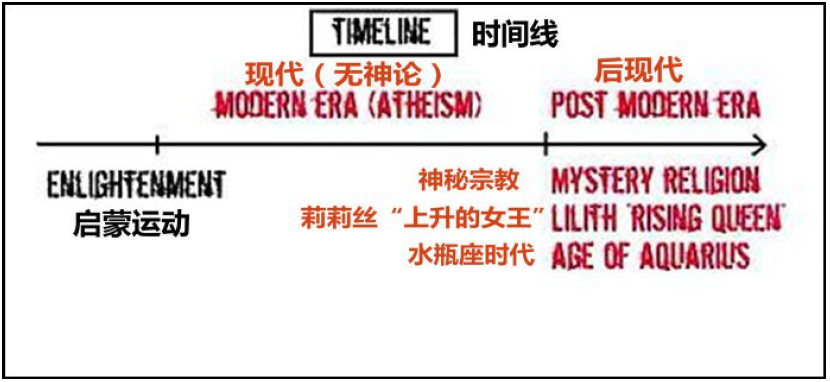 TIMELINE 时间线
现代（无神论） 后现代
MODERN ERA (ATHEISM) POST MODERN ERA
ENLIGHTENMENT 神秘宗教 MYSTERY RELIGION
启蒙运动 莉莉丝“上升的女王” LILITH "RISING QUEEN"
水瓶座时代 AGE OF AQUARIUS